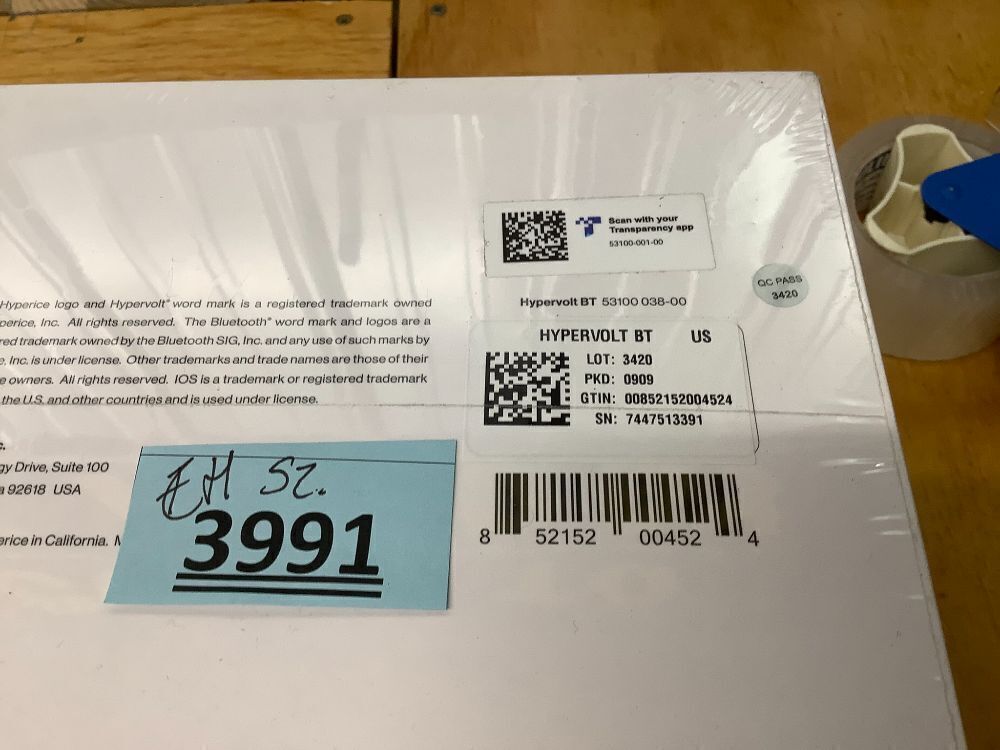 Scan with your
Transparency app
53100-001-00
QC PASS
3420
Hypervolt BT 53100 038-00
HYPERVOLT BT US
LOT: 3420
PKD: 0909
GTIN: 00852152004524
SN: 7447513391
8 52152 00452 4
Hyperice logo and Hypervolt® word mark is a registered trademark owned
perice, Inc. All rights reserved. The Bluetooth® word mark and logos are a
red trademark owned by the Bluetooth SIG, Inc. and any use of such marks by
e, Inc. is under license. Other trademarks and trade names are those of their
e owners. All rights reserved. IOS is a trademark or registered trademark
the U.S. and other countries and is used under license.
c.
gy Drive, Suite 100
a 92618 USA
erice in California. M
EH SZ.
3991